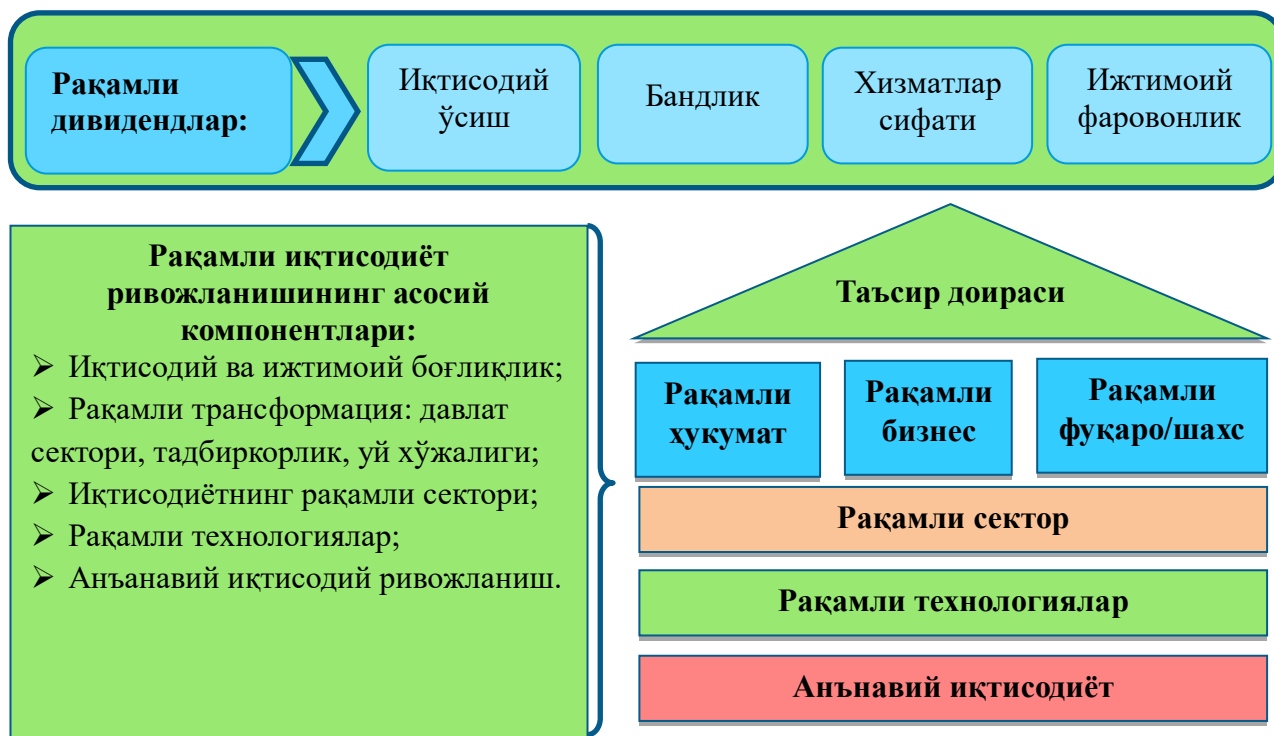 Рақамли
дивидендлар:
Иқтисодий
ўсиш
Бандлик
Хизматлар
сифати
Ижтимоий
фаровонлик
Рақамли иқтисодиёт
ривожланишининг асосий
компонентлари:
➢ Иқтисодий ва ижтимоий боғлиқлик;
➢ Рақамли трансформация: давлат
сектори, тадбиркорлик, уй хўжалиги;
➢ Иқтисодиётнинг рақамли сектори;
➢ Рақамли технологиялар;
➢ Анъанавий иқтисодий ривожланиш.
Таъсир доираси
Рақамли
ҳукумат
Рақамли
бизнес
Рақамли
фуқаро/шахс
Рақамли сектор
Рақамли технологиялар
Анънавий иқтисодиёт